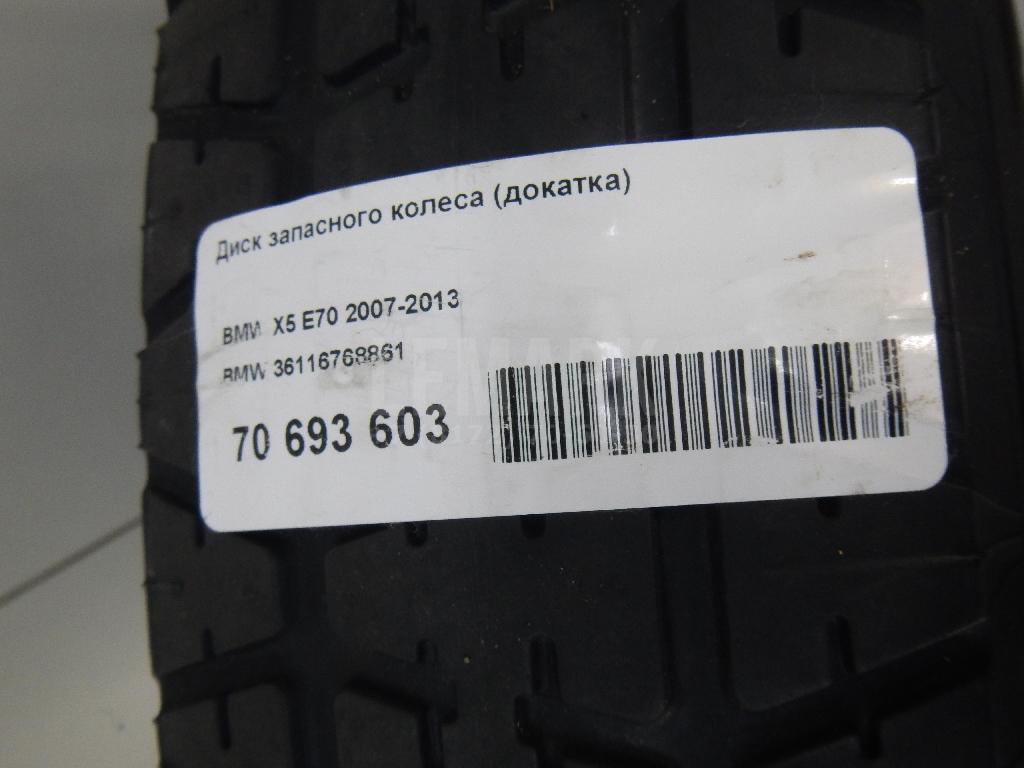 Диск запасного колеса (докатка)
BMW X5 E70 2007-2013
BMW 36116768861
70 693 603